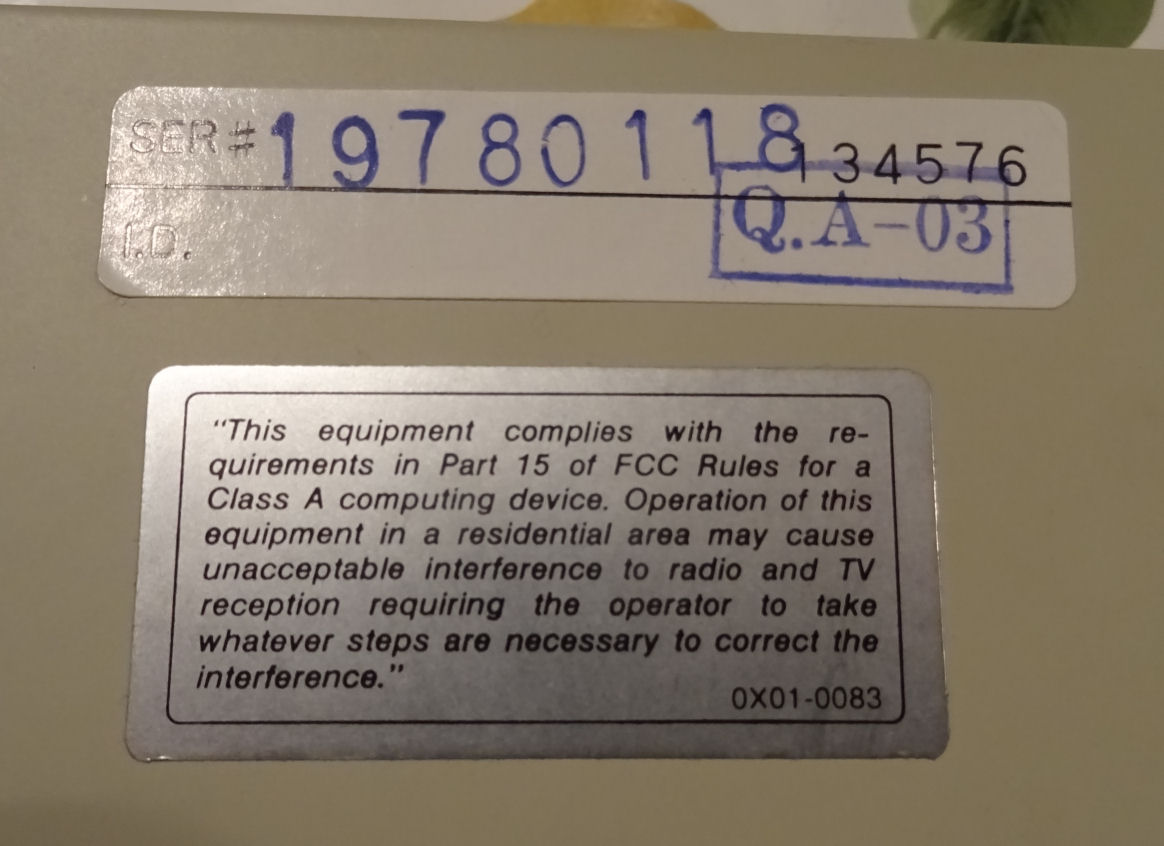 SER# 19780118 134576
I.D. Q.A-03
"This equipment complies with the re-
quirements in Part 15 of FCC Rules for a
Class A computing device. Operation of this
equipment in a residential area may cause
unacceptable interference to radio and TV
reception requiring the operator to take
whatever steps are necessary to correct the
interference."
0X01-0083